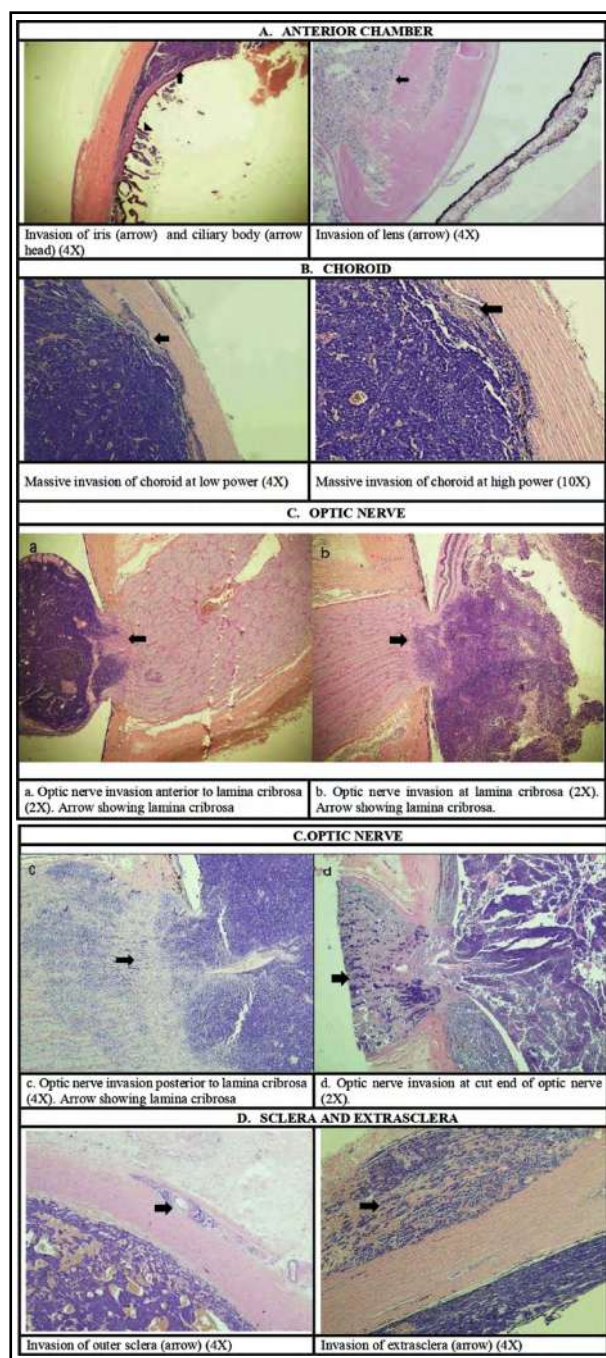 A. ANTERIOR CHAMBER
Invasion of iris (arrow) and ciliary body (arrow head) (4X)
Invasion of lens (arrow) (4X)
B. CHOROID
Massive invasion of choroid at low power (4X)
Massive invasion of choroid at high power (10X)
C. OPTIC NERVE
a
b
a. Optic nerve invasion anterior to lamina cribrosa (2X). Arrow showing lamina cribrosa
b. Optic nerve invasion at lamina cribrosa (2X). Arrow showing lamina cribrosa.
C.OPTIC NERVE
c
d
c. Optic nerve invasion posterior to lamina cribrosa (4X). Arrow showing lamina cribrosa
d. Optic nerve invasion at cut end of optic nerve (2X).
D. SCLERA AND EXTRASCLERA
Invasion of outer sclera (arrow) (4X)
Invasion of extrasclera (arrow) (4X)